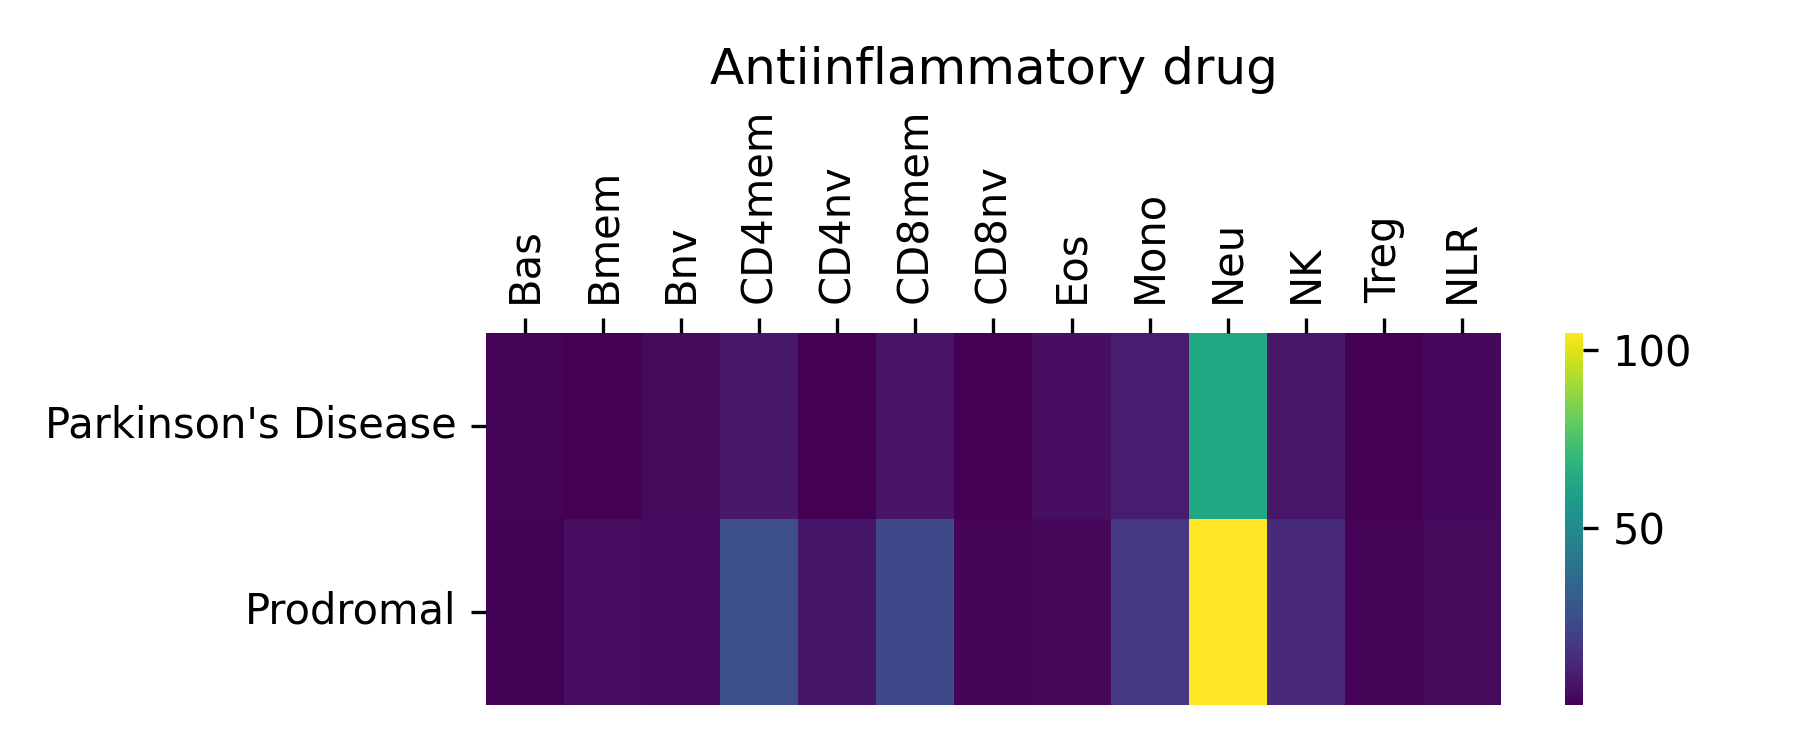 Antiinflammatory drug
Bas
Bmem
Bnv
CD4mem
CD4nv
CD8mem
CD8nv
Eos
Mono
Neu
NK
Treg
NLR
Parkinson's Disease
Prodromal
100
50